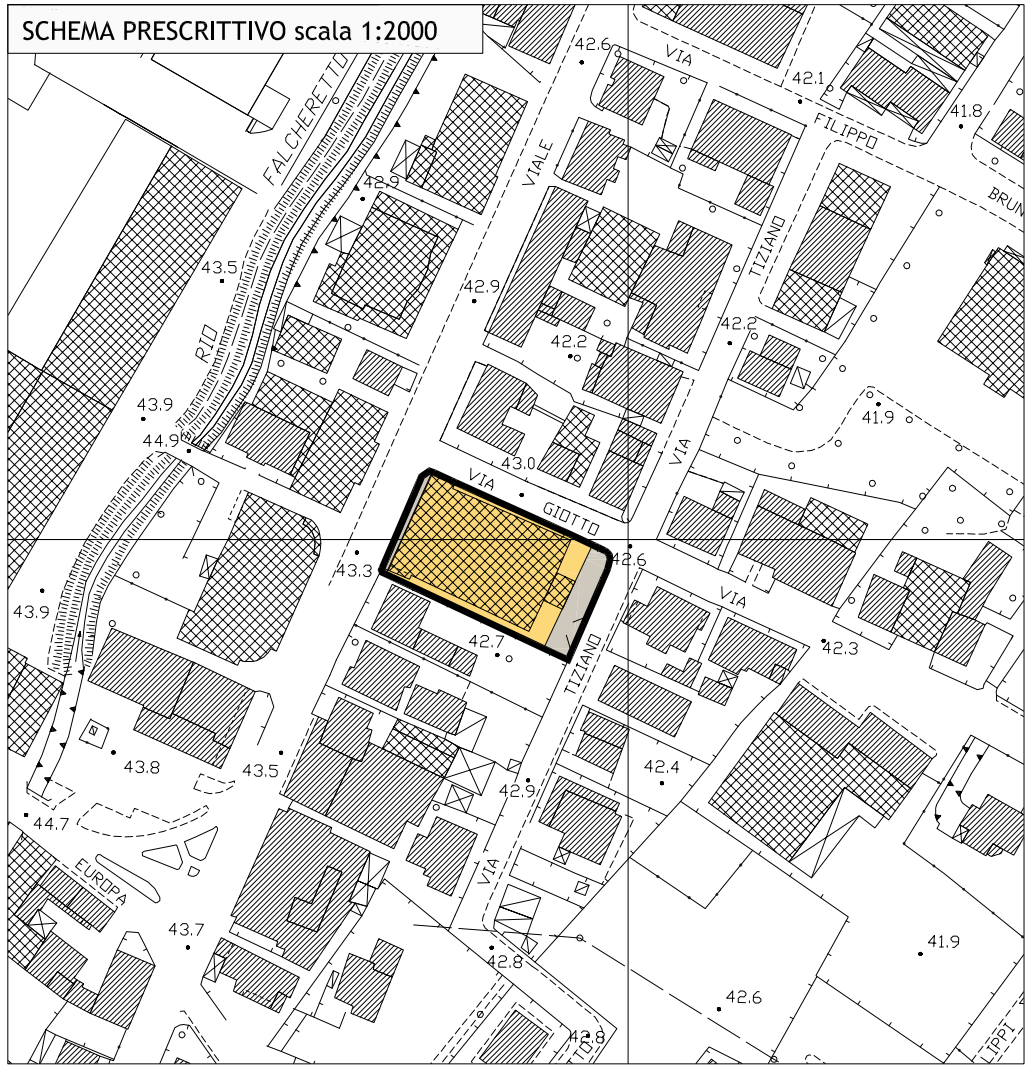 SCHEMA PRESCRITTIVO scala 1:2000
42.6
VIA
42.1
FILIPPO
41.8
BRUN
FALCHERETTO
42.9
VIALE
TIZIANO
43.5
RIO
42.9
42.2
42.2
41.9
43.9
44.9
43.0
VIA
GIOTTO
VIA
42.6
43.3
43.9
VIA
42.7
TIZIANO
42.3
43.8
43.5
42.9
42.4
44.7
EUROPA
VIA
43.7
42.8
41.9
42.6
42.8
TO
LIPPI